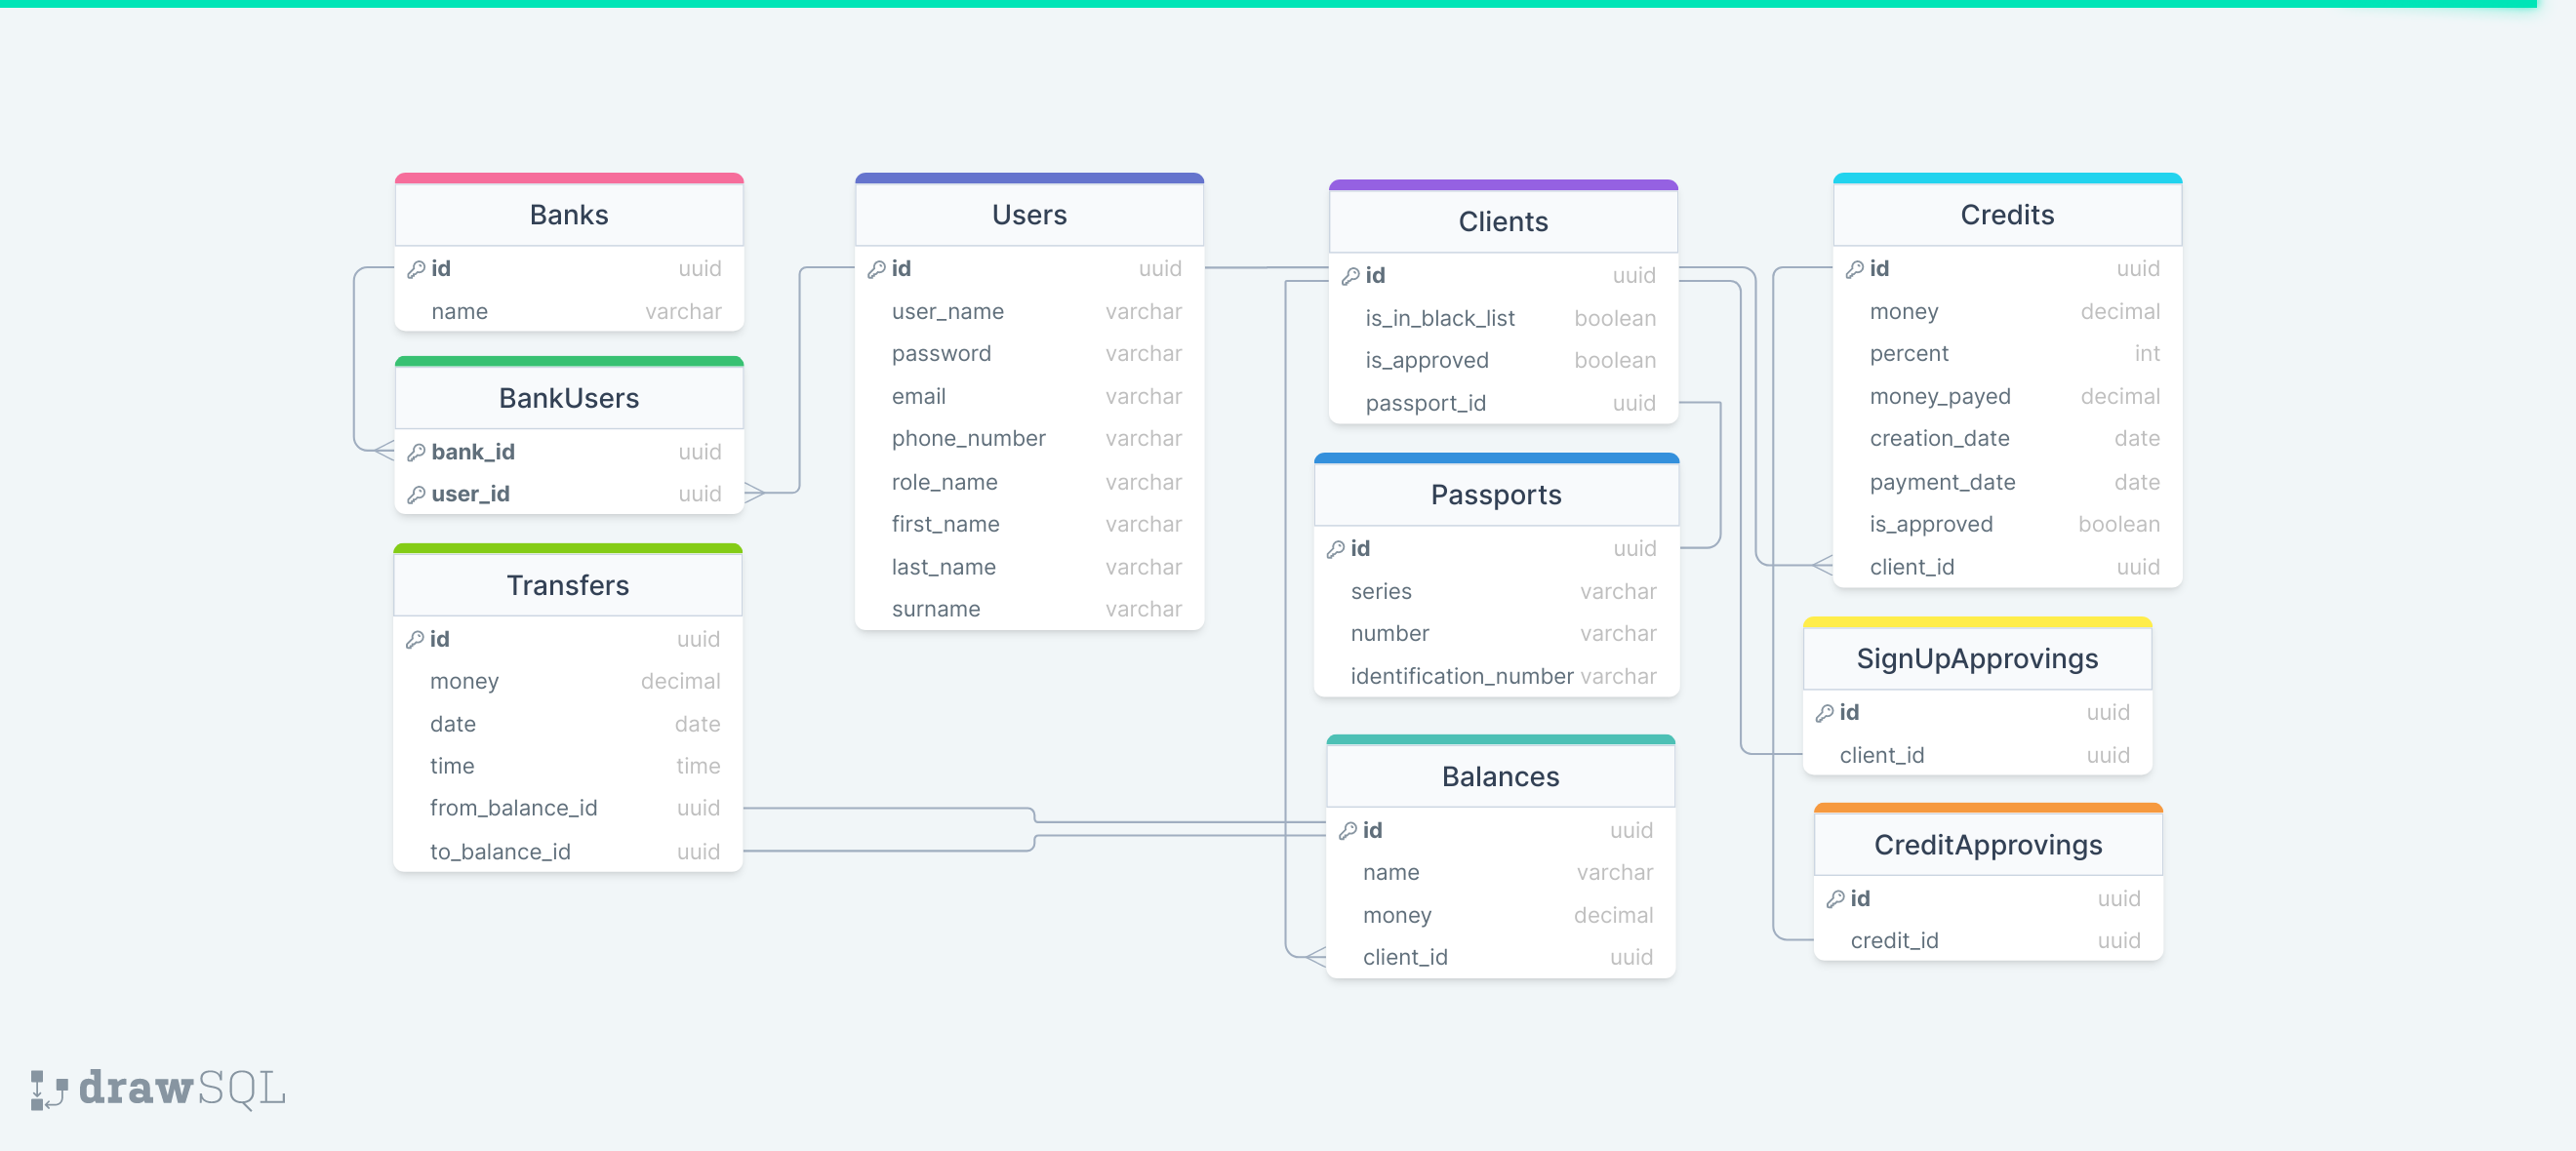 Banks
id uuid
name varchar
BankUsers
bank_id uuid
user_id uuid
Transfers
id uuid
money decimal
date date
time time
from_balance_id uuid
to_balance_id uuid
Users
id uuid
user_name varchar
password varchar
email varchar
phone_number varchar
role_name varchar
first_name varchar
last_name varchar
surname varchar
Clients
id uuid
is_in_black_list boolean
is_approved boolean
passport_id uuid
Passports
id uuid
series varchar
number varchar
identification_number varchar
Balances
id uuid
name varchar
money decimal
client_id uuid
Credits
id uuid
money decimal
percent int
money_payed decimal
creation_date date
payment_date date
is_approved boolean
client_id uuid
SignUpApprovings
id uuid
client_id uuid
CreditApprovings
id uuid
credit_id uuid
drawSQL